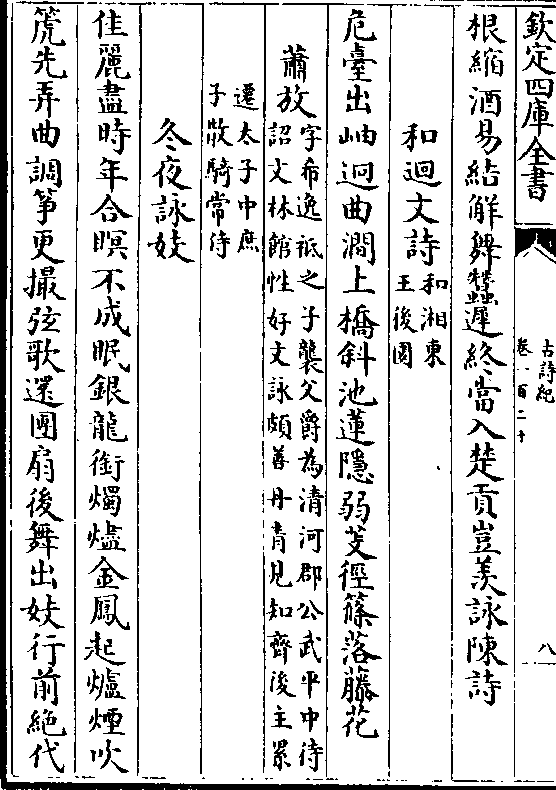 欽定四庫全書
古詩紀
卷一百二十
八
根縮酒易結解舞蠶遲終當入楚貢豈羨詠陳詩
和迴文詩
和湘東
王後園
危臺出岫迥曲澗上橋斜池蓮隱弱芰徑篠落藤花
蕭放
字希逸祗之子襲父爵為清河郡公武平中待
詔文林館性好文詠頗善丹青見知齊後主累
遷太子中庶
子散騎常侍
冬夜詠妓
佳麗盡時年合瞑不成眠銀龍銜燭燼金鳳起爐煙吹
箎先弄曲調筝更撮弦歌還團扇後舞出妓行前絶代